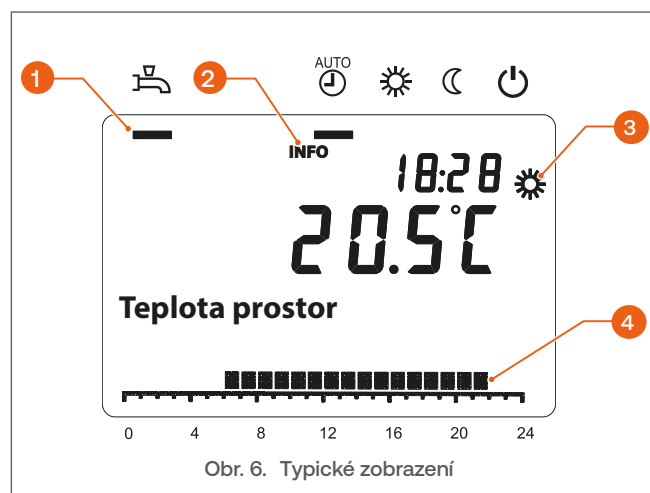 AUTO
1
2
3
INFO
18:28
20.5°C
Teplota prostor
4
0 4 8 12 16 20 24
Obr. 6. Typické zobrazení